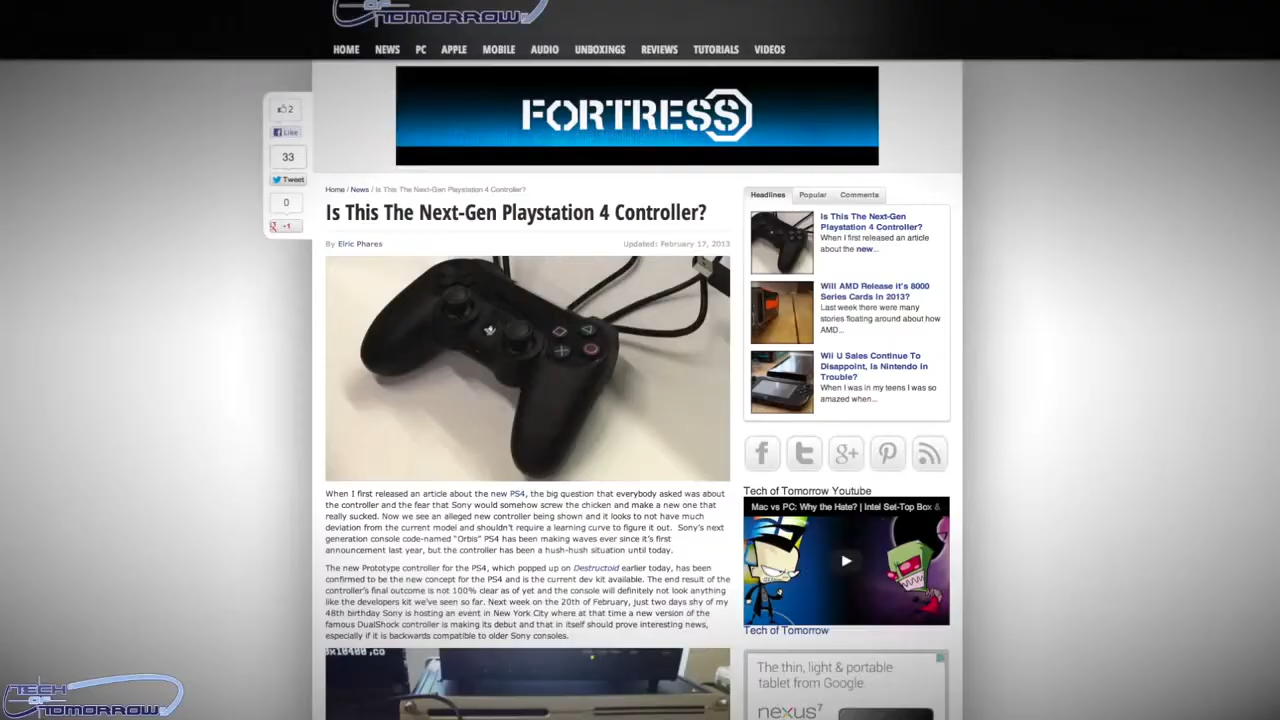 OF
TOMORROW
HOME NEWS PC APPLE MOBILE AUDIO UNBOXINGS REVIEWS TUTORIALS VIDEOS
FORTRESS
2
Like
33
Tweet
0
+1
Home / News / Is This The Next-Gen Playstation 4 Controller?
Is This The Next-Gen Playstation 4 Controller?
By Elric Phares Updated: February 17, 2013
When I first released an article about the new PS4, the big question that everybody asked was about
the controller and the fear that Sony would somehow screw the chicken and make a new one that
really sucked. Now we see an alleged new controller being shown and it looks to not have much
deviation from the current model and shouldn't require a learning curve to figure it out. Sony's next
generation console code-named "Orbis" PS4 has been making waves ever since it's first
announcement last year, but the controller has been a hush-hush situation until today.
The new Prototype controller for the PS4, which popped up on Destructoid earlier today, has been
confirmed to be the new concept for the PS4 and is the current dev kit available. The end result of the
controller's final outcome is not 100% clear as of yet and the console will definitely not look anything
like the developers kit we've seen so far. Next week on the 20th of February, just two days shy of my
48th birthday Sony is hosting an event in New York City where at that time a new version of the
famous DualShock controller is making its debut and that in itself should prove interesting news,
especially if it is backwards compatible to older Sony consoles.
Headlines Popular Comments
Is This The Next-Gen
Playstation 4 Controller?
When I first released an article
about the new...
Will AMD Release it's 8000
Series Cards in 2013?
Last week there were many
stories floating around about how
AMD...
Wii U Sales Continue To
Disappoint, Is Nintendo In
Trouble?
When I was in my teens I was so
amazed when...
Tech of Tomorrow Youtube
Mac vs PC: Why the Hate? | Intel Set-Top Box &
Tech of Tomorrow
The thin, light & portable
tablet from Google.
nexus 7
TECH
OF
TOMORROW